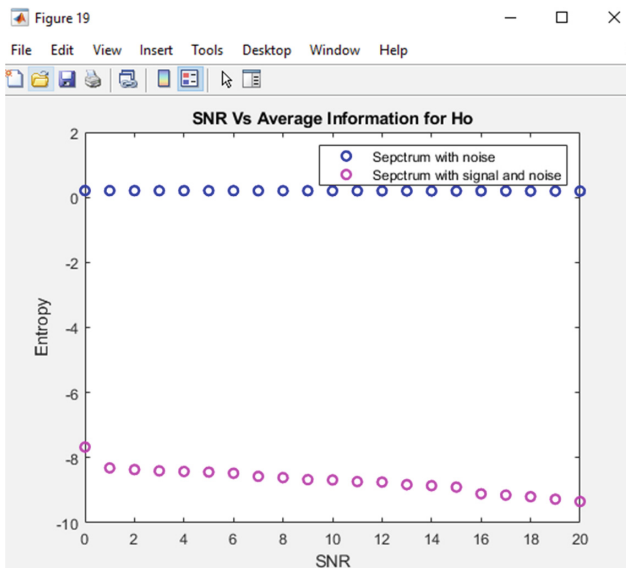 Figure 19
File Edit View Insert Tools Desktop Window Help
SNR Vs Average Information for Ho
Sepctrum with noise
Sepctrum with signal and noise
2
0
-2
-4
-6
-8
-10
Entropy
0 2 4 6 8 10 12 14 16 18 20
SNR